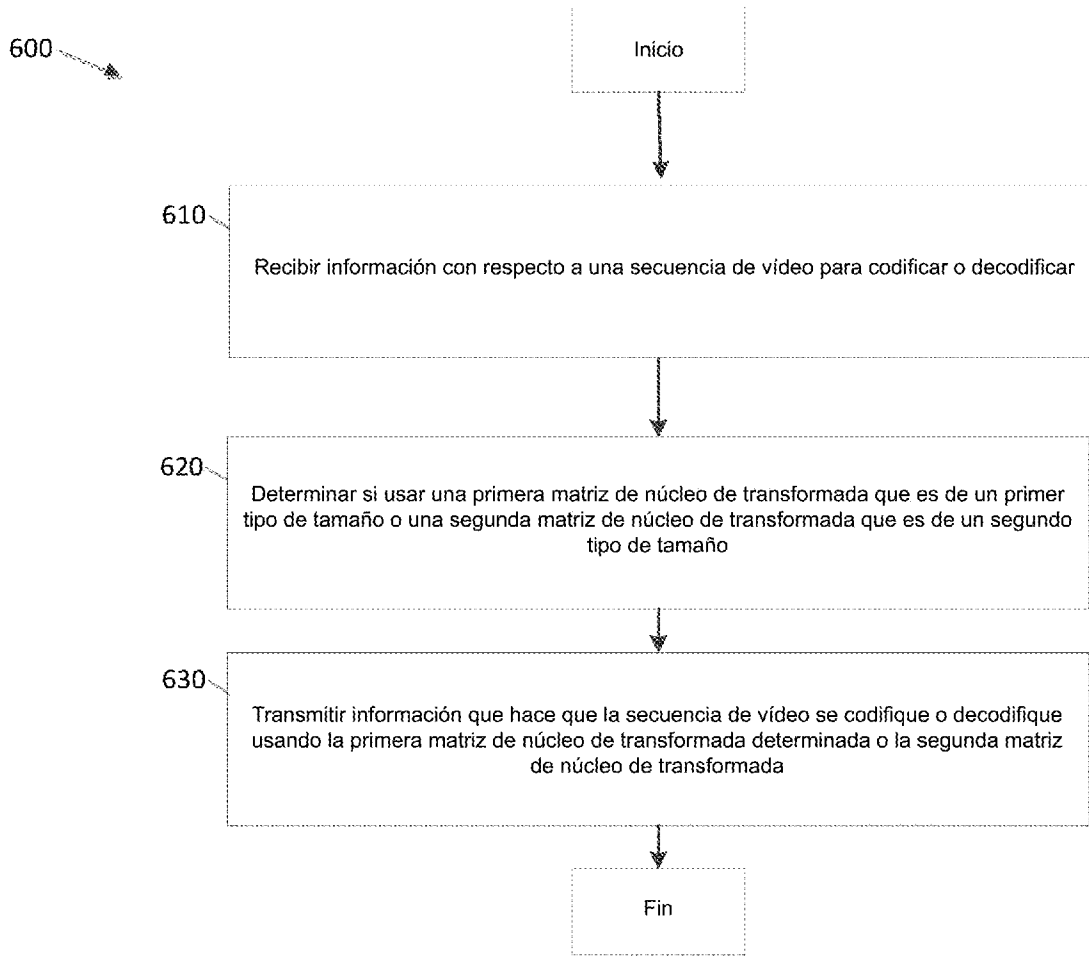 600
Inicio
610
Recibir información con respecto a una secuencia de vídeo para codificar o decodificar
620
Determinar si usar una primera matriz de núcleo de transformada que es de un primer
tipo de tamaño o una segunda matriz de núcleo de transformada que es de un segundo
tipo de tamaño
630
Transmitir información que hace que la secuencia de vídeo se codifique o decodifique
usando la primera matriz de núcleo de transformada determinada o la segunda matriz
de núcleo de transformada
Fin